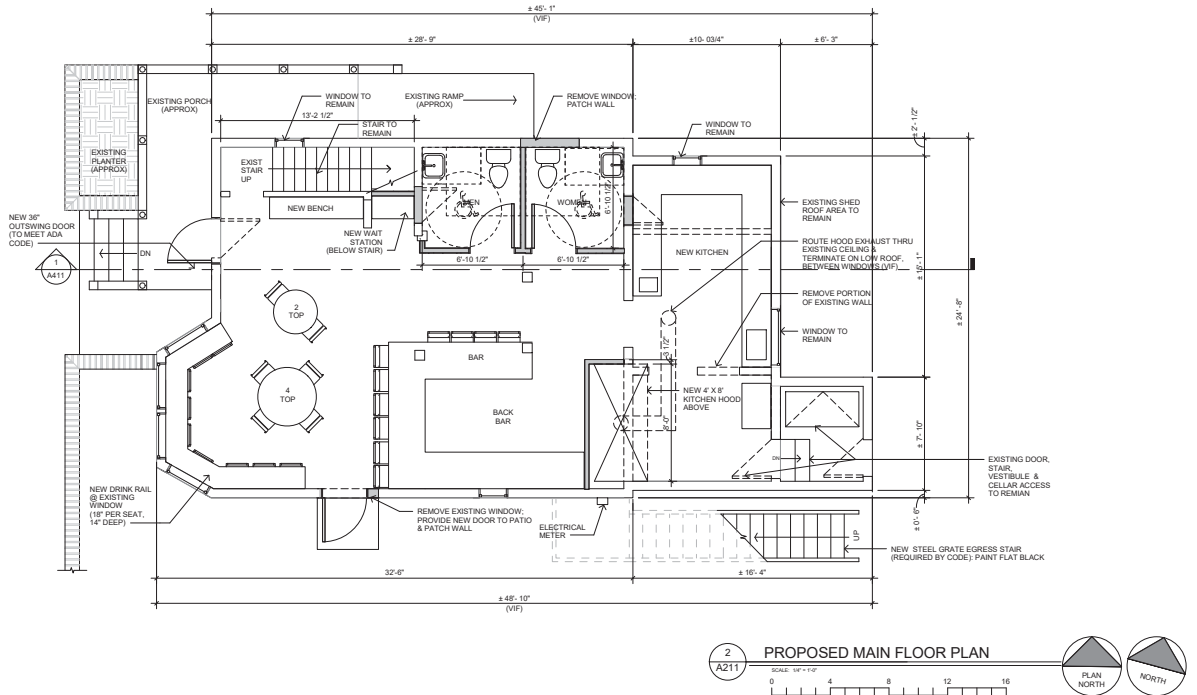 ± 45'- 1"
(VIF)
± 28'- 9"
±10- 03/4"
± 6'- 3"
EXISTING PORCH
(APPROX)
WINDOW TO
REMAIN
EXISTING RAMP
(APPROX)
REMOVE WINDOW;
PATCH WALL
13'-2 1/2"
STAIR TO
REMAIN
WINDOW TO
REMAIN
± 2'- 1/2"
EXISTING
PLANTER
(APPROX)
EXIST
STAIR
UP
MEN
WOMEN
6'-10 1/2"
NEW BENCH
EXISTING SHED
ROOF AREA TO
REMAIN
NEW 36"
OUTSWING DOOR
(TO MEET ADA
CODE)
NEW WAIT
STATION
(BELOW STAIR)
NEW KITCHEN
ROUTE HOOD EXHAUST THRU
EXISTING CEILING &
TERMINATE ON LOW ROOF,
BETWEEN WINDOWS (VIF)
DN
1
A411
6'-10 1/2"
6'-10 1/2"
± 15'- 1"
± 24'- 8"
REMOVE PORTION
OF EXISTING WALL
2
TOP
WINDOW TO
REMAIN
3 1/2"
BAR
4
TOP
NEW 4' X 8'
KITCHEN HOOD
ABOVE
BACK
BAR
8'-0"
± 7'- 10"
DN
EXISTING DOOR,
STAIR,
VESTIBULE &
CELLAR ACCESS
TO REMIAN
NEW DRINK RAIL
@ EXISTING
WINDOW
(18" PER SEAT,
14" DEEP)
REMOVE EXISTING WINDOW;
PROVIDE NEW DOOR TO PATIO
& PATCH WALL
ELECTRICAL
METER
± 0'- 6"
UP
NEW STEEL GRATE EGRESS STAIR
(REQUIRED BY CODE): PAINT FLAT BLACK
32'-6"
± 16'- 4"
± 48'- 10"
(VIF)
2
A211
PROPOSED MAIN FLOOR PLAN
SCALE: 1/4" = 1'-0"
0 4 8 12 16
PLAN
NORTH
NORTH